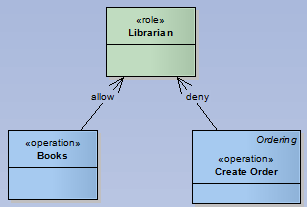 «role»
Librarian
allow
deny
«operation»
Books
Ordering
«operation»
Create Order